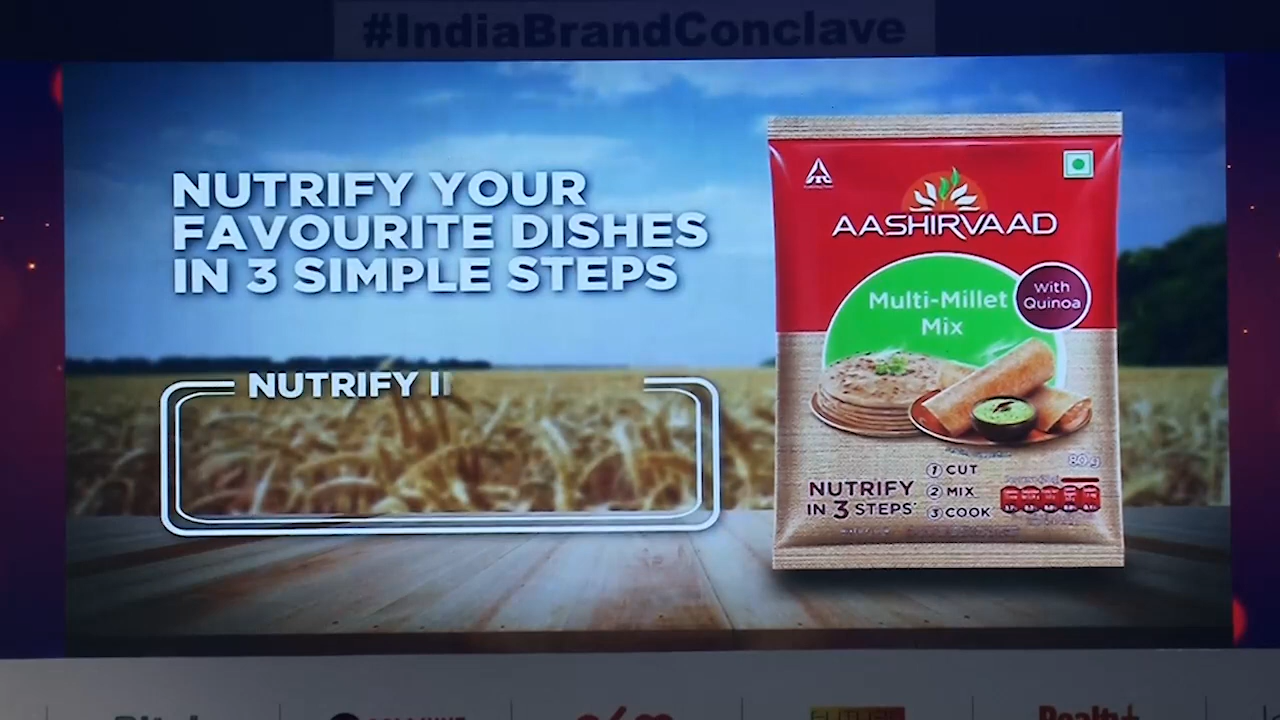 #IndiaBrandConclave
NUTRIFY YOUR
FAVOURITE DISHES
IN 3 SIMPLE STEPS
NUTRIFY
AASHIRVAAD
Multi-Millet
Mix
with
Quinoa
80 g
NUTRIFY
IN 3 STEPS*
1 CUT
2 MIX
3 COOK